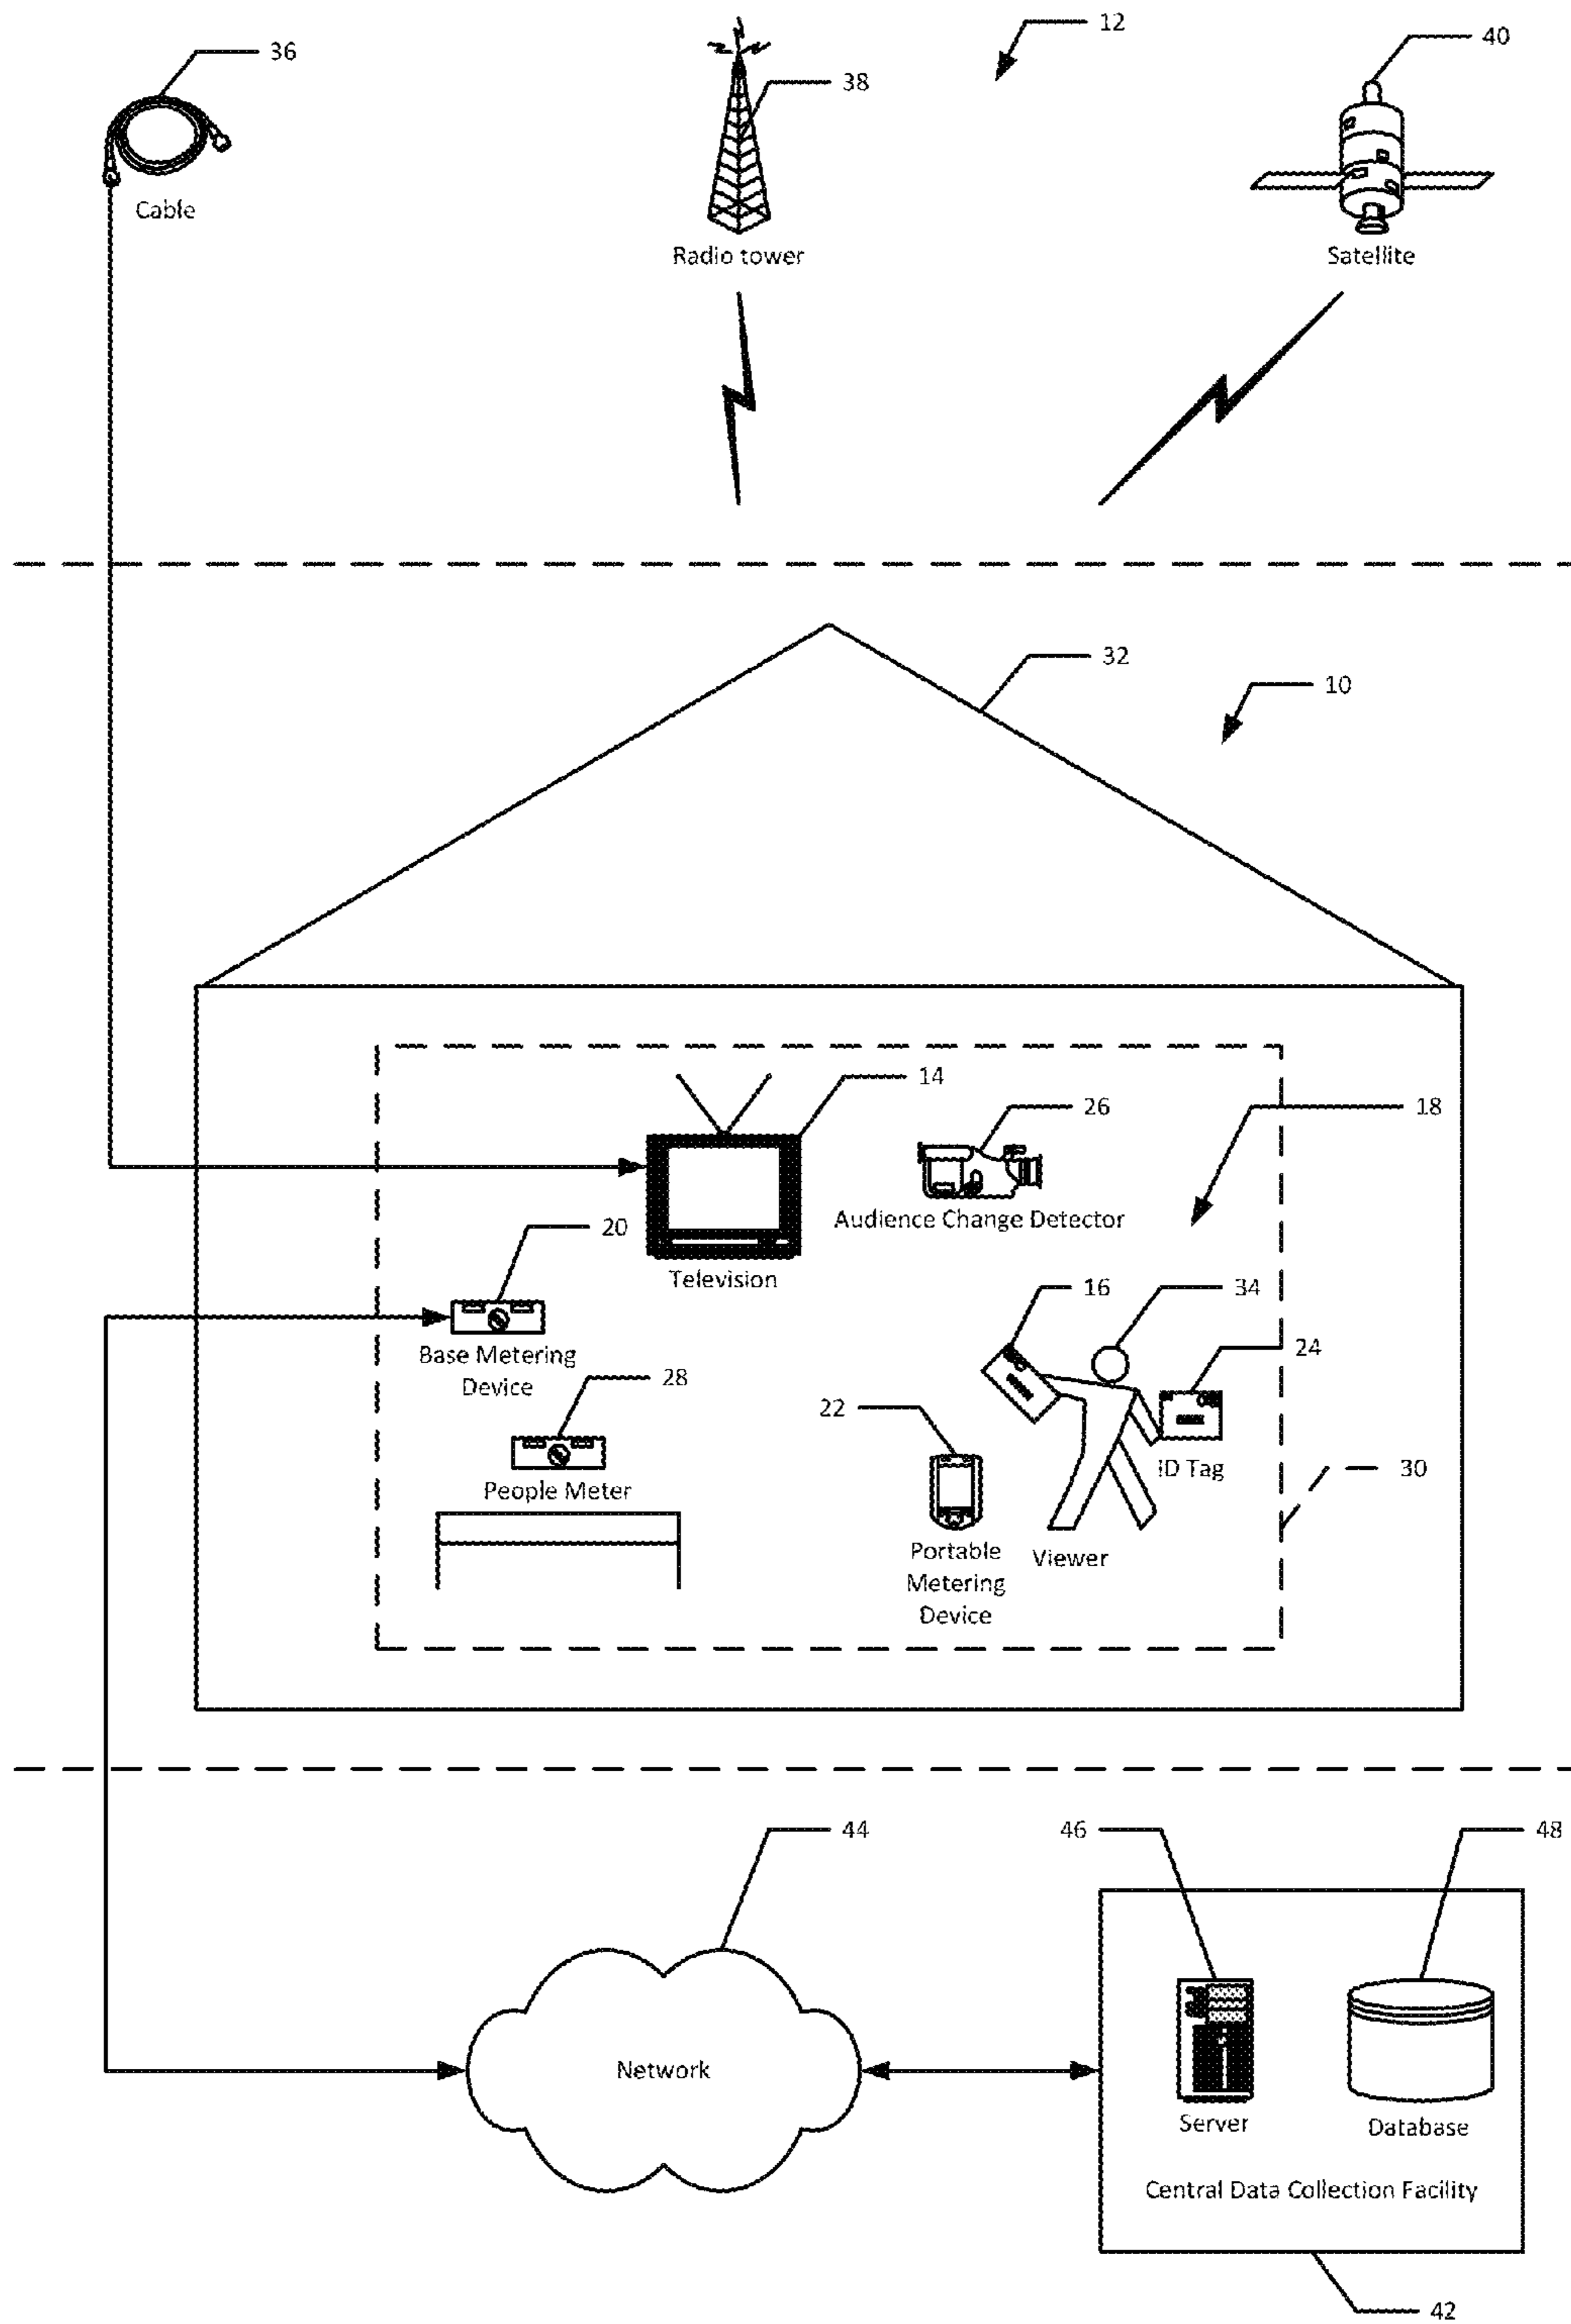 36
12
40
38
Cable
Radio tower
Satellite
32
10
14
26
18
Audience Change Detector
20
Television
16
34
Base Metering
Device
24
28
22
People Meter
ID Tag
30
Portable
Metering
Device
Viewer
44
46
48
Network
Server
Database
Central Data Collection Facility
42